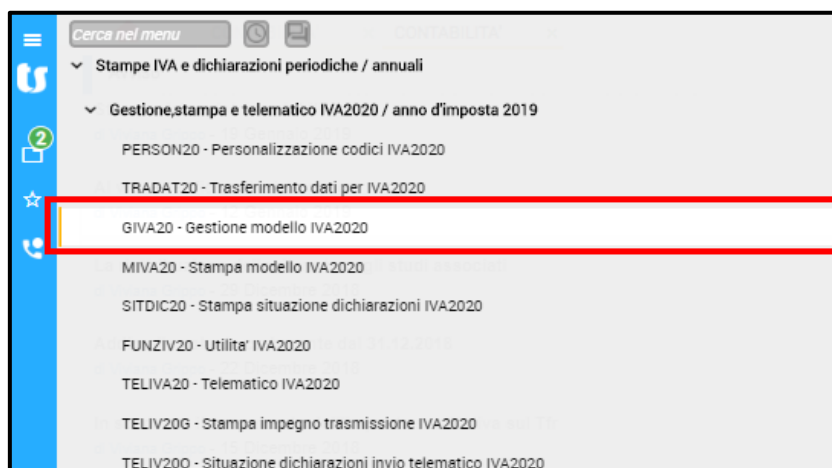 Cerca nel menu
CONTABILITA'
ts
Stampe IVA e dichiarazioni periodiche / annuali
Gestione,stampa e telematico IVA2020 / anno d'imposta 2019
2
PERSON20 - Personalizzazione codici IVA2020
TRADAT20 - Trasferimento dati per IVA2020
GIVA20 - Gestione modello IVA2020
MIVA20 - Stampa modello IVA2020
SITDIC20 - Stampa situazione dichiarazioni IVA2020
FUNZIV20 - Utilita' IVA2020
TELIVA20 - Telematico IVA2020
TELIV20G - Stampa impegno trasmissione IVA2020
TELIV20O - Situazione dichiarazioni invio telematico IVA2020